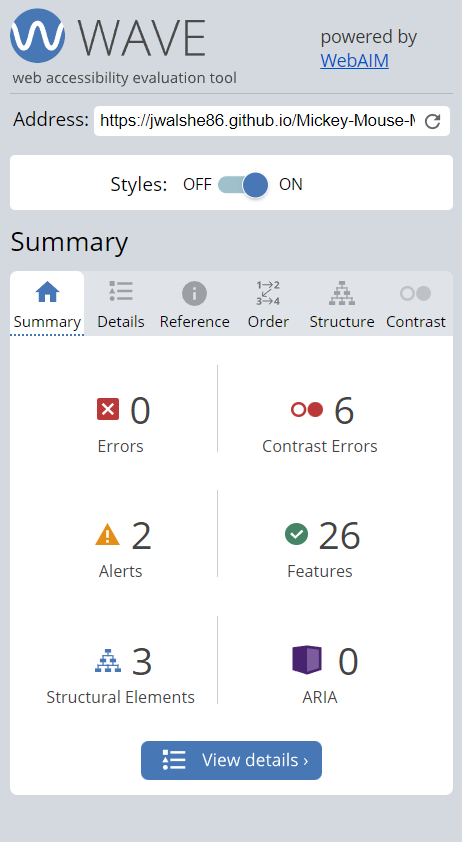 WAVE
web accessibility evaluation tool
powered by
WebAIM
Address: https://jwalshe86.github.io/Mickey-Mouse-M
Styles: OFF ON
Summary
Summary Details Reference Order Structure Contrast
0
Errors
6
Contrast Errors
2
Alerts
26
Features
3
Structural Elements
0
ARIA
View details ›